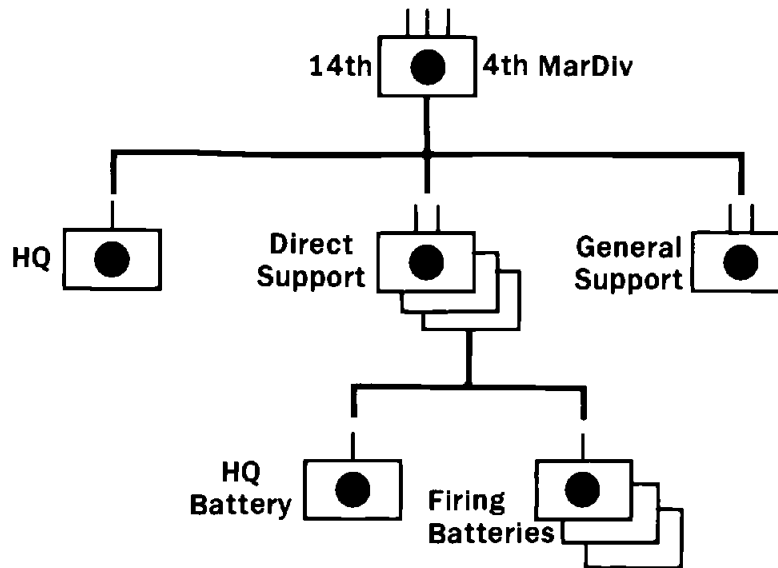 14th 4th MarDiv
HQ
Direct
Support
General
Support
HQ
Battery
Firing
Batteries